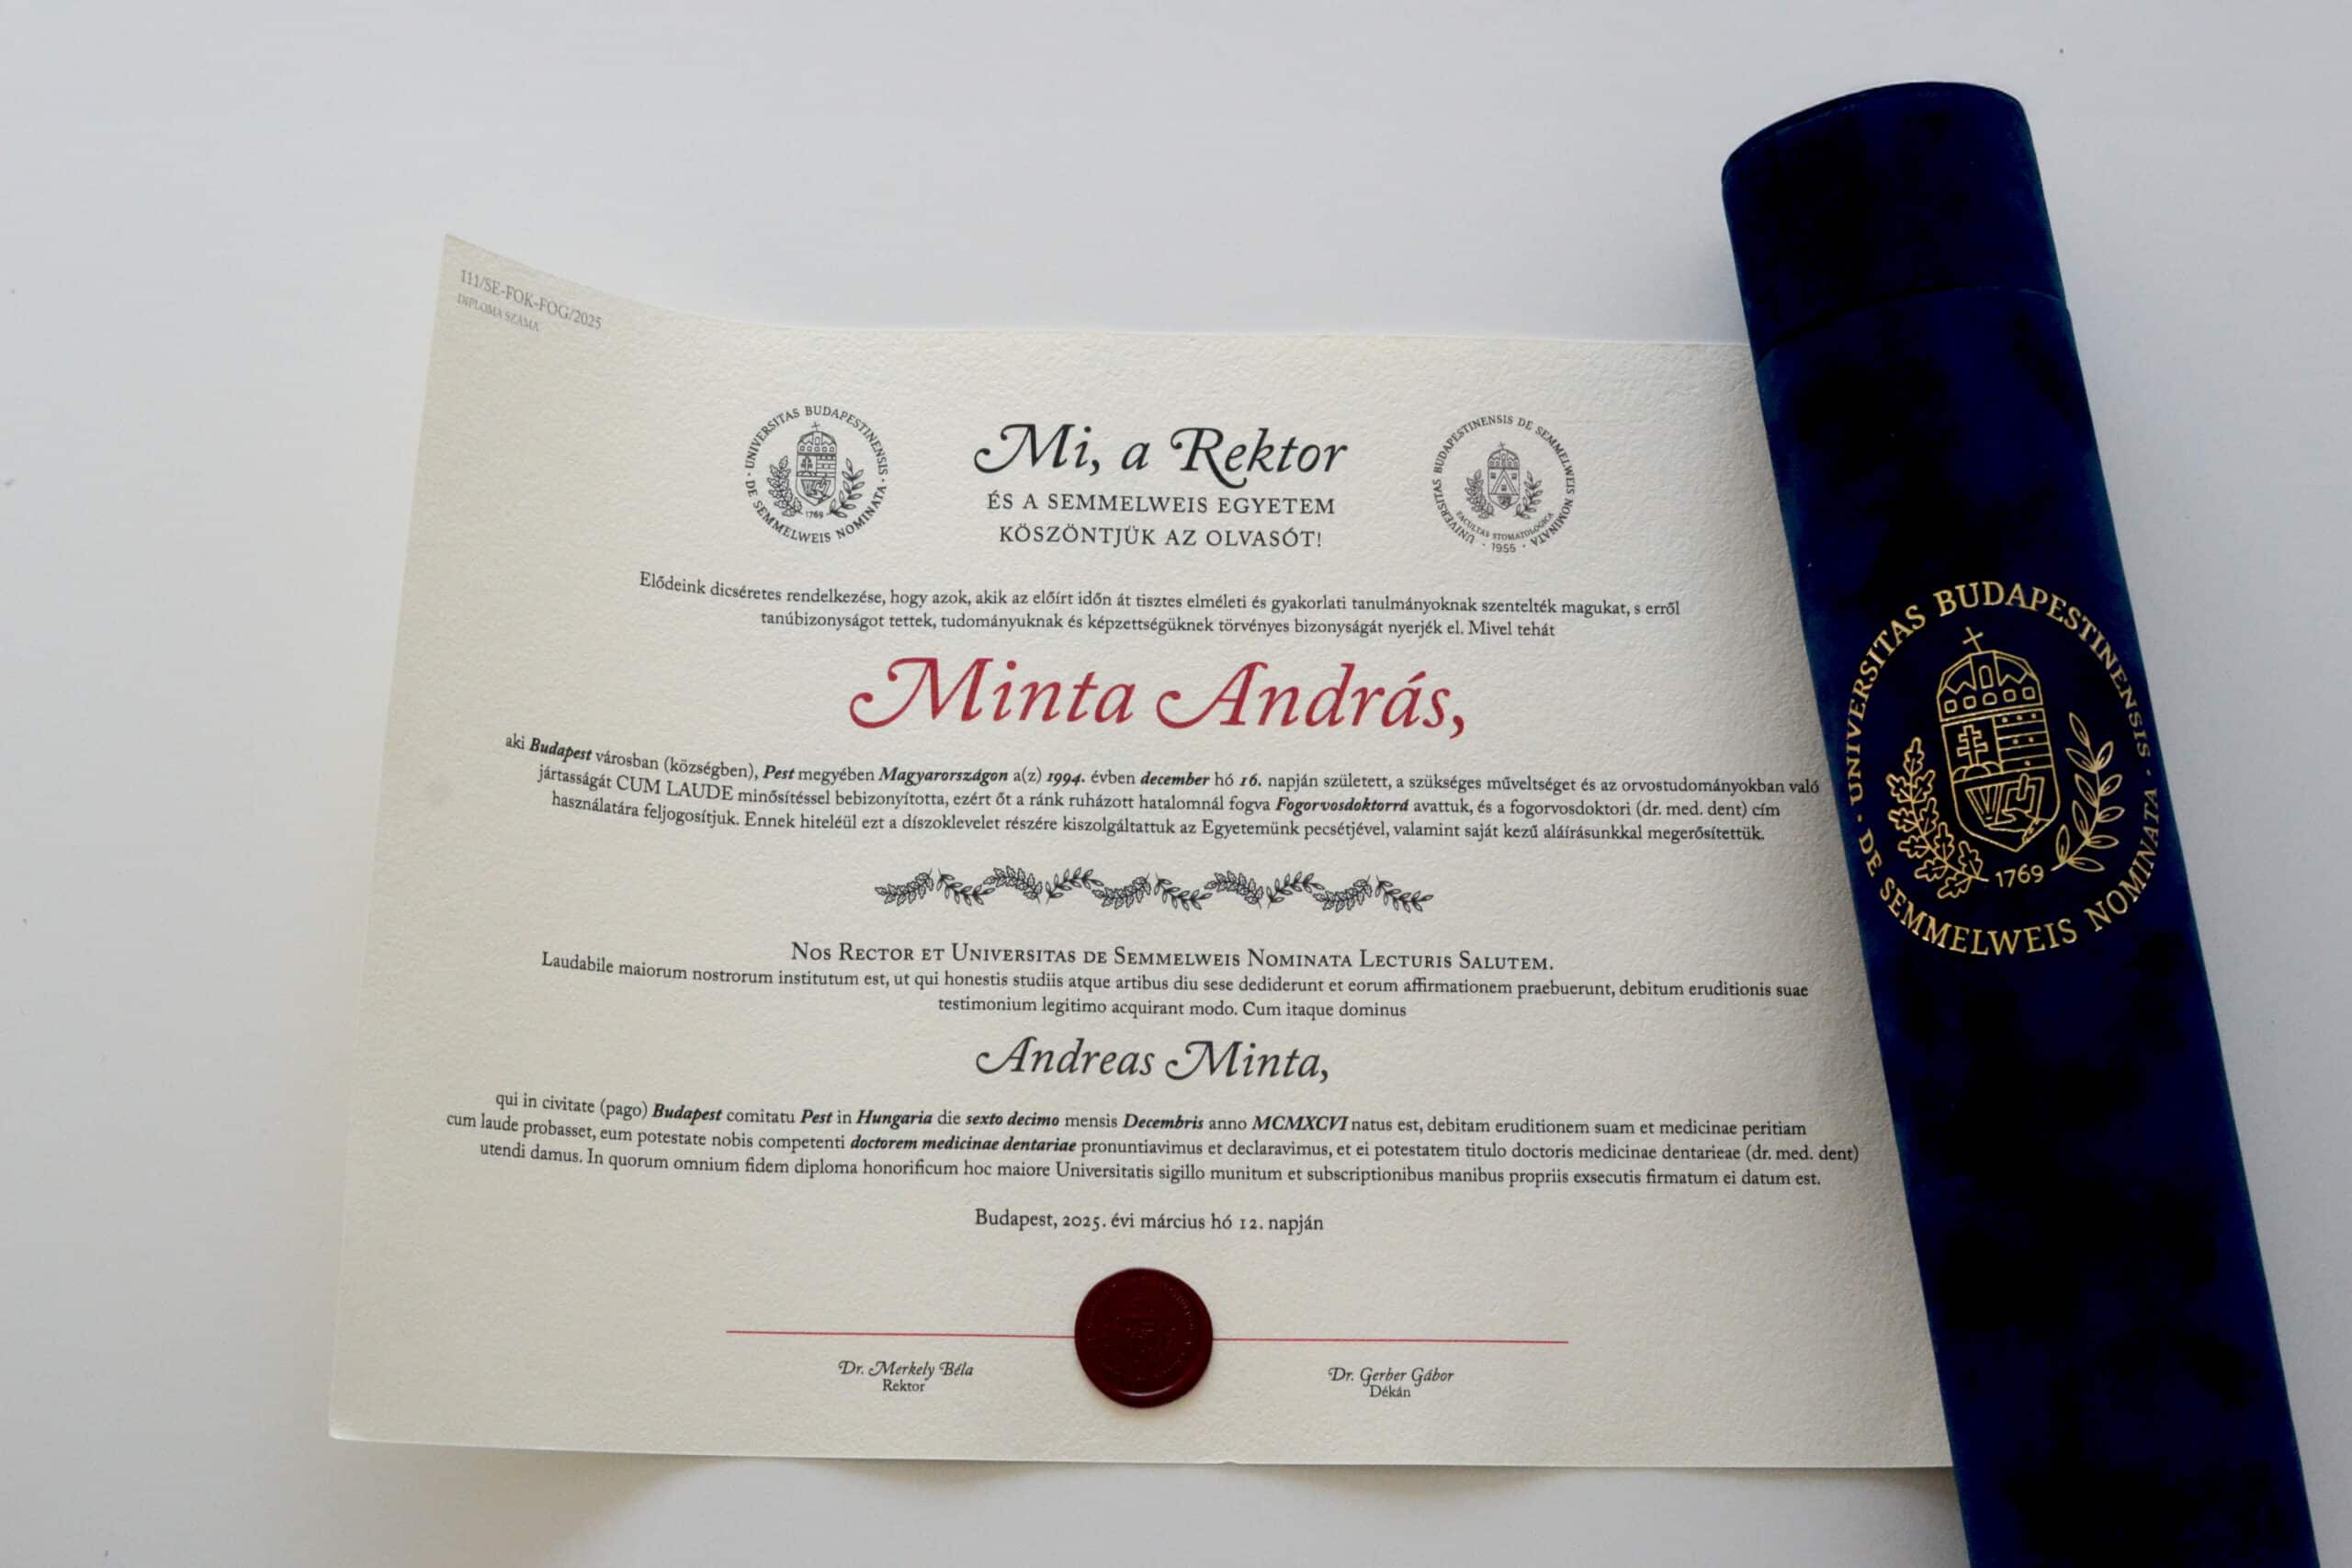 111/SE-FOK-FOG/2025
DIPLOMA SZÁMA
· UNIVERSITAS BUDAPESTINENSIS · DE SEMMELWEIS NOMINATA
1769
Mi, a Rektor
ÉS A SEMMELWEIS EGYETEM
KÖSZÖNTJÜK AZ OLVASÓT!
UNIVERSITAS BUDAPESTINENSIS DE SEMMELWEIS NOMINATA
FACULTAS STOMATOLOGICA
· 1955 ·
Elődeink dicséretes rendelkezése, hogy azok, akik az előírt időn át tisztes elméleti és gyakorlati tanulmányoknak szentelték magukat, s erről
tanúbizonyságot tettek, tudományuknak és képzettségüknek törvényes bizonyságát nyerjék el. Mivel tehát
Minta András,
aki Budapest városban (községben), Pest megyében Magyarországon a(z) 1994. évben december hó 16. napján született, a szükséges műveltséget és az orvostudományokban való
jártasságát CUM LAUDE minősítéssel bebizonyította, ezért őt a ránk ruházott hatalomnál fogva Fogorvosdoktorrá avattuk, és a fogorvosdoktori (dr. med. dent) cím
használatára feljogosítjuk. Ennek hiteléül ezt a díszoklevelet részére kiszolgáltattuk az Egyetemünk pecsétjével, valamint saját kezű aláírásunkkal megerősítettük.
Nos Rector et Universitas de Semmelweis Nominata Lecturis Salutem.
Laudabile maiorum nostrorum institutum est, ut qui honestis studiis atque artibus diu sese dediderunt et eorum affirmationem praebuerunt, debitum eruditionis suae
testimonium legitimo acquirant modo. Cum itaque dominus
Andreas Minta,
qui in civitate (pago) Budapest comitatu Pest in Hungaria die sexto decimo mensis Decembris anno MCMXCVI natus est, debitam eruditionem suam et medicinae peritiam
cum laude probasset, eum potestate nobis competenti doctorem medicinae dentariae pronuntiavimus et declaravimus, et ei potestatem titulo doctoris medicinae dentarieae (dr. med. dent)
utendi damus. In quorum omnium fidem diploma honorificum hoc maiore Universitatis sigillo munitum et subscriptionibus manibus propriis exsecutis firmatum ei datum est.
Budapest, 2025. évi március hó 12. napján
Dr. Merkely Béla
Rektor
Dr. Gerber Gábor
Dékán
· UNIVERSITAS BUDAPESTINENSIS · DE SEMMELWEIS NOMINATA
1769